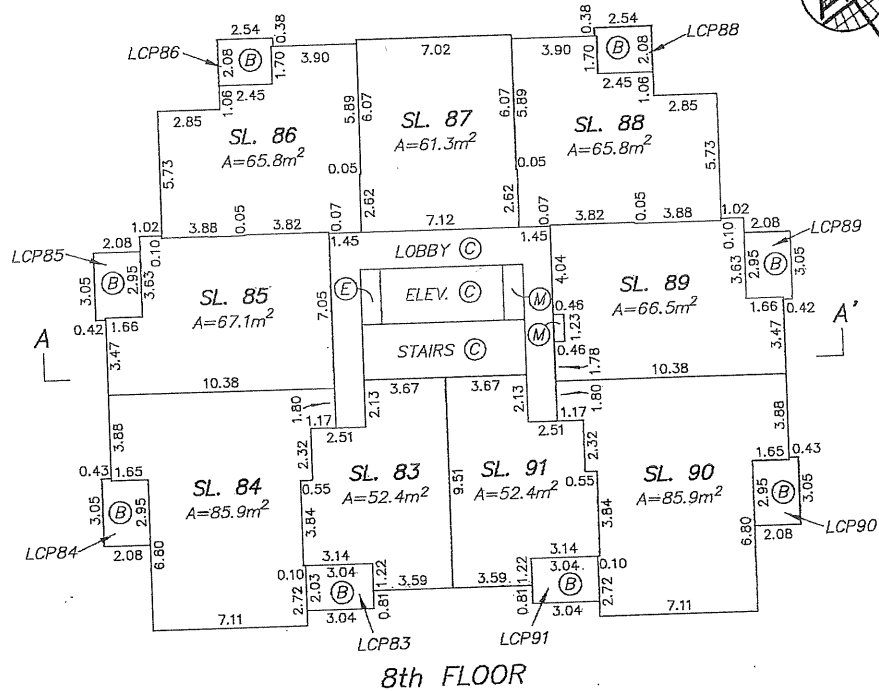 2.54 0.38 0.38 2.54
LCP86 2.08 B 1.70 3.90 7.02 3.90 1.70 B 2.08 LCP88
2.45 2.45
1.06 5.89 6.07 6.07 5.89 1.06
2.85 SL. 86 SL. 87 SL. 88 2.85
A=65.8m² A=61.3m² A=65.8m²
5.73 0.05 0.05 5.73
0.05 0.07 2.62 2.62 0.07 0.05
1.02 3.88 3.82 7.12 3.82 3.88 1.02
LCP85 2.08 0.10 1.45 1.45 0.10 2.08 LCP89
LOBBY C
3.05 B 2.95 3.63 4.04 3.63 2.95 B 3.05
E ELEV. C M
SL. 85 7.05 SL. 89
A=67.1m² 0.46 A=66.5m²
0.42 1.66 M 1.23 1.66 0.42
A 3.47 STAIRS C 0.46 3.47 A'
1.78
10.38 3.67 3.67 10.38
1.80 2.13 2.13 1.80
3.88 1.17 2.51 2.51 1.17 3.88
2.32 2.32
0.43 1.65 SL. 84 SL. 83 SL. 91 SL. 90 1.65 0.43
A=85.9m² 0.55 A=52.4m² 9.51 A=52.4m² 0.55 A=85.9m²
3.05 B 2.95 2.95 B 3.05
3.84 3.84
LCP84 2.08 6.80 6.80 2.08 LCP90
3.14 3.14
0.10 3.04 1.22 1.22 3.04 0.10
2.72 2.03 B 3.59 3.59 B 2.72
0.81 0.81
7.11 3.04 3.04 7.11
LCP83 LCP91
8th FLOOR